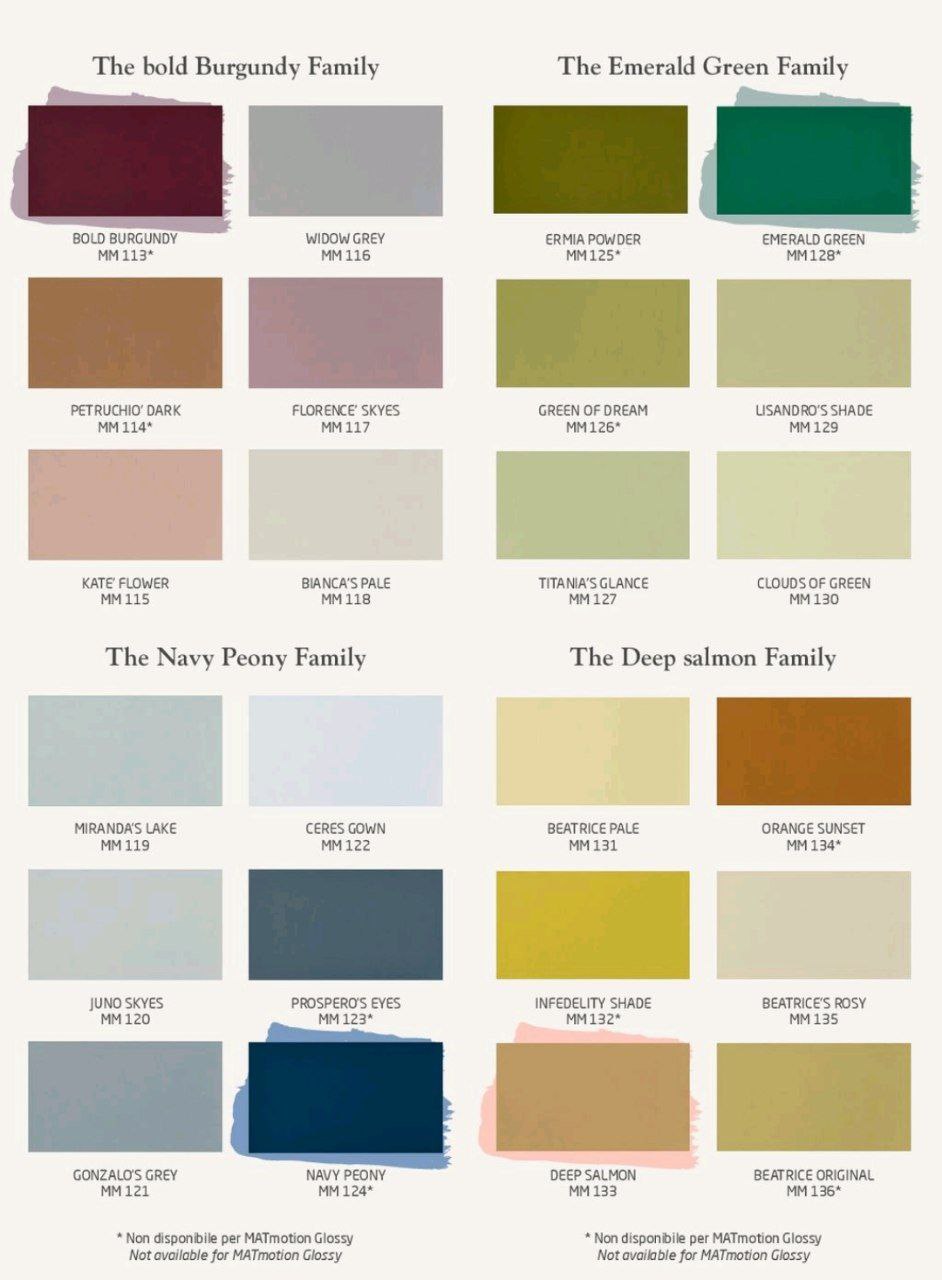 The bold Burgundy Family
BOLD BURGUNDY
MM 113*
WIDOW GREY
MM 116
PETRUCHIO' DARK
MM 114*
FLORENCE' SKYES
MM 117
KATE' FLOWER
MM 115
BIANCA'S PALE
MM 118
The Emerald Green Family
ERMIA POWDER
MM 125*
EMERALD GREEN
MM 128*
GREEN OF DREAM
MM 126*
LISANDRO'S SHADE
MM 129
TITANIA'S GLANCE
MM 127
CLOUDS OF GREEN
MM 130
The Navy Peony Family
MIRANDA'S LAKE
MM 119
CERES GOWN
MM 122
JUNO SKYES
MM 120
PROSPERO'S EYES
MM 123*
GONZALO'S GREY
MM 121
NAVY PEONY
MM 124*
* Non disponibile per MATmotion Glossy
Not available for MATmotion Glossy
The Deep salmon Family
BEATRICE PALE
MM 131
ORANGE SUNSET
MM 134*
INFEDELITY SHADE
MM 132*
BEATRICE'S ROSY
MM 135
DEEP SALMON
MM 133
BEATRICE ORIGINAL
MM 136*
* Non disponibile per MATmotion Glossy
Not available for MATmotion Glossy